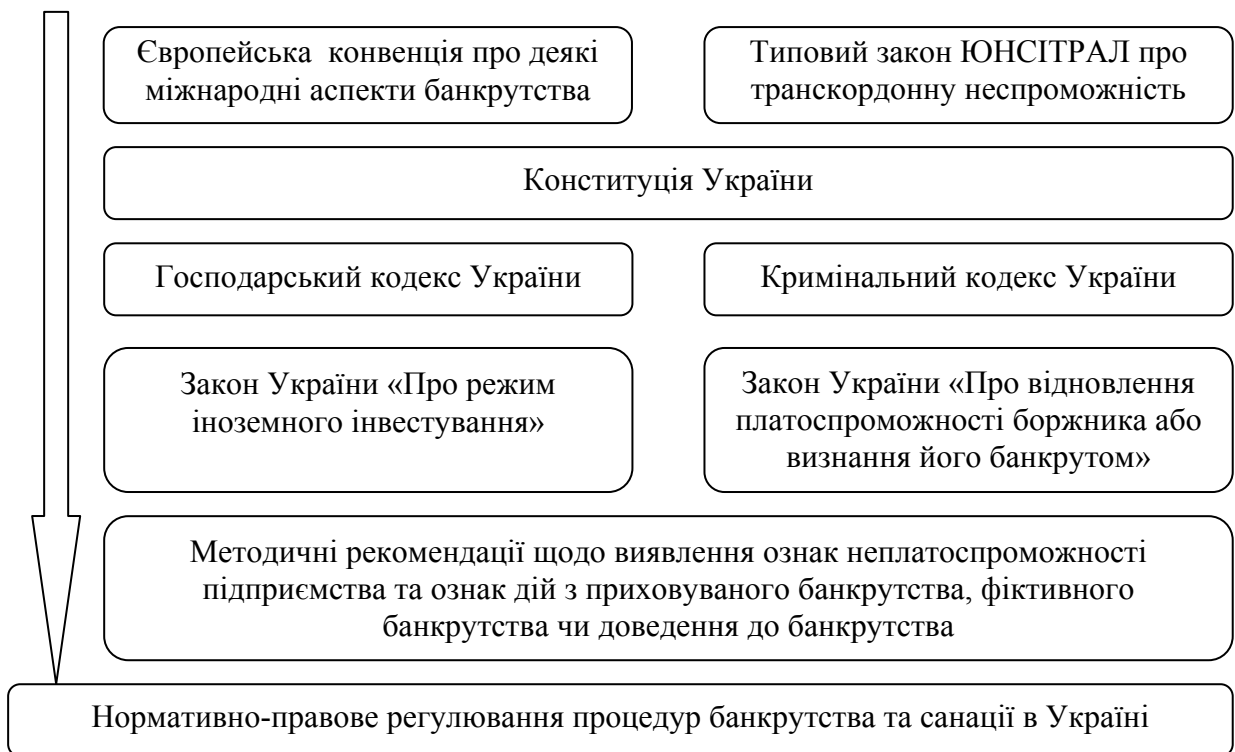 Європейська конвенція про деякі
міжнародні аспекти банкрутства
Типовий закон ЮНСІТРАЛ про
транскордонну неспроможність
Конституція України
Господарський кодекс України
Кримінальний кодекс України
Закон України «Про режим
іноземного інвестування»
Закон України «Про відновлення
платоспроможності боржника або
визнання його банкрутом»
Методичні рекомендації щодо виявлення ознак неплатоспроможності
підприємства та ознак дій з приховуваного банкрутства, фіктивного
банкрутства чи доведення до банкрутства
Нормативно-правове регулювання процедур банкрутства та санації в Україні